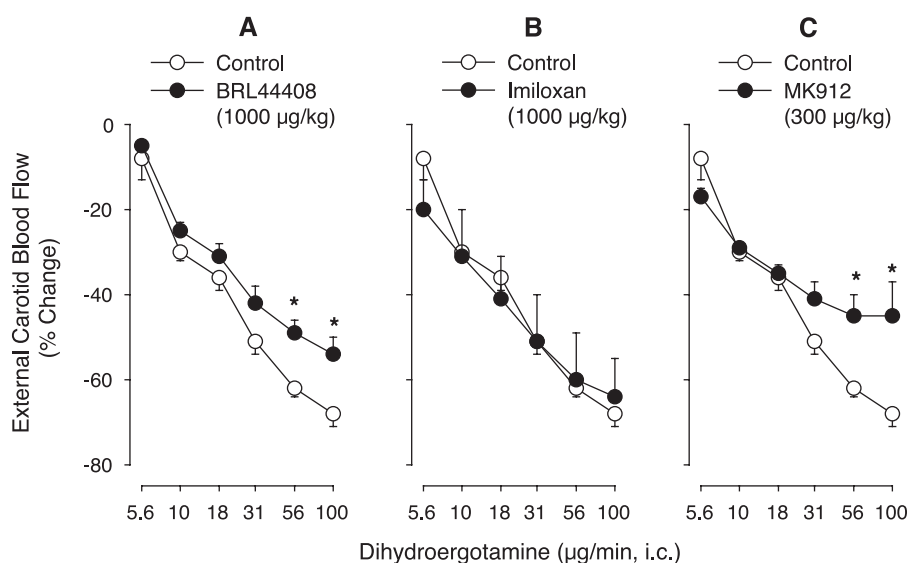 A
Control
BRL44408
(1000 µg/kg)
B
Control
Imiloxan
(1000 µg/kg)
C
Control
MK912
(300 µg/kg)
External Carotid Blood Flow
(% Change)
0
-20
-40
-60
-80
* *
* *
5.6 10 18 31 56 100
5.6 10 18 31 56 100
5.6 10 18 31 56 100
Dihydroergotamine (µg/min, i.c.)